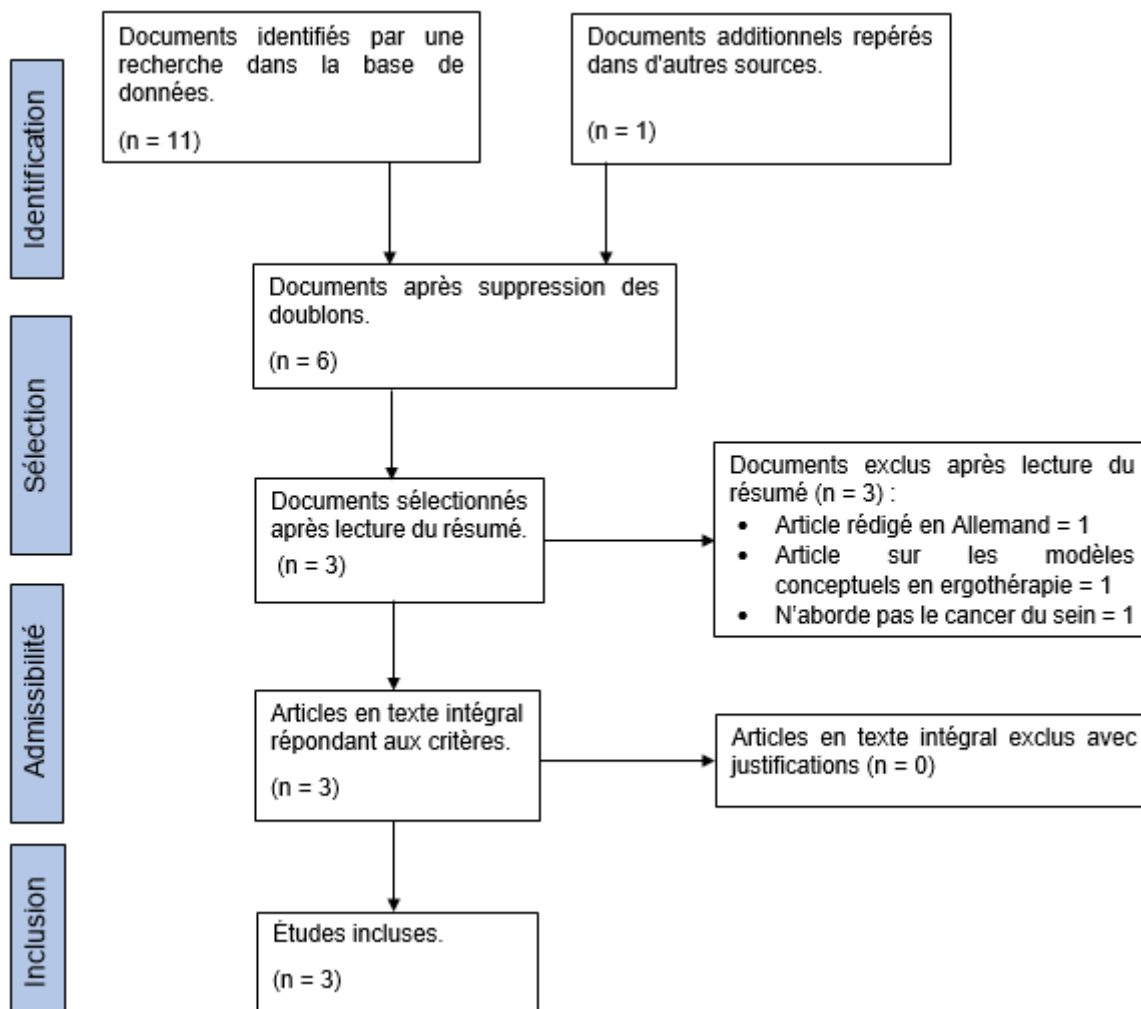 Identification
Documents identifiés par une
recherche dans la base de
données.
(n = 11)
Documents additionnels repérés
dans d'autres sources.
(n = 1)
Documents après suppression des
doublons.
(n = 6)
Sélection
Documents sélectionnés
après lecture du résumé.
(n = 3)
Documents exclus après lecture du
résumé (n = 3) :
• Article rédigé en Allemand = 1
• Article sur les modèles
conceptuels en ergothérapie = 1
• N'aborde pas le cancer du sein = 1
Admissibilité
Articles en texte intégral
répondant aux critères.
(n = 3)
Articles en texte intégral exclus avec
justifications (n = 0)
Inclusion
Études incluses.
(n = 3)